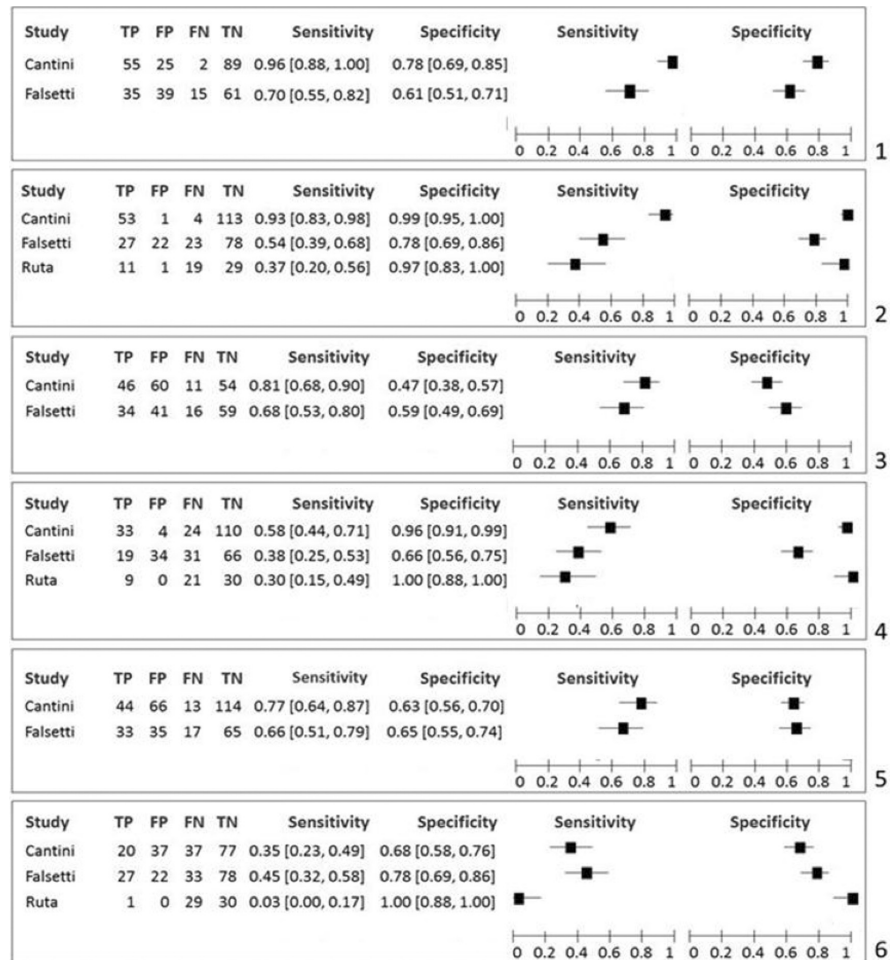 Study TP FP FN TN Sensitivity Specificity Sensitivity Specificity
Cantini 55 25 2 89 0.96 [0.88, 1.00] 0.78 [0.69, 0.85]
Falsetti 35 39 15 61 0.70 [0.55, 0.82] 0.61 [0.51, 0.71]
0 0.2 0.4 0.6 0.8 1 0 0.2 0.4 0.6 0.8 1
1
Study TP FP FN TN Sensitivity Specificity Sensitivity Specificity
Cantini 53 1 4 113 0.93 [0.83, 0.98] 0.99 [0.95, 1.00]
Falsetti 27 22 23 78 0.54 [0.39, 0.68] 0.78 [0.69, 0.86]
Ruta 11 1 19 29 0.37 [0.20, 0.56] 0.97 [0.83, 1.00]
0 0.2 0.4 0.6 0.8 1 0 0.2 0.4 0.6 0.8 1
2
Study TP FP FN TN Sensitivity Specificity Sensitivity Specificity
Cantini 46 60 11 54 0.81 [0.68, 0.90] 0.47 [0.38, 0.57]
Falsetti 34 41 16 59 0.68 [0.53, 0.80] 0.59 [0.49, 0.69]
0 0.2 0.4 0.6 0.8 1 0 0.2 0.4 0.6 0.8 1
3
Study TP FP FN TN Sensitivity Specificity Sensitivity Specificity
Cantini 33 4 24 110 0.58 [0.44, 0.71] 0.96 [0.91, 0.99]
Falsetti 19 34 31 66 0.38 [0.25, 0.53] 0.66 [0.56, 0.75]
Ruta 9 0 21 30 0.30 [0.15, 0.49] 1.00 [0.88, 1.00]
0 0.2 0.4 0.6 0.8 1 0 0.2 0.4 0.6 0.8 1
4
Study TP FP FN TN Sensitivity Specificity Sensitivity Specificity
Cantini 44 66 13 114 0.77 [0.64, 0.87] 0.63 [0.56, 0.70]
Falsetti 33 35 17 65 0.66 [0.51, 0.79] 0.65 [0.55, 0.74]
0 0.2 0.4 0.6 0.8 1 0 0.2 0.4 0.6 0.8 1
5
Study TP FP FN TN Sensitivity Specificity Sensitivity Specificity
Cantini 20 37 37 77 0.35 [0.23, 0.49] 0.68 [0.58, 0.76]
Falsetti 27 22 33 78 0.45 [0.32, 0.58] 0.78 [0.69, 0.86]
Ruta 1 0 29 30 0.03 [0.00, 0.17] 1.00 [0.88, 1.00]
0 0.2 0.4 0.6 0.8 1 0 0.2 0.4 0.6 0.8 1
6